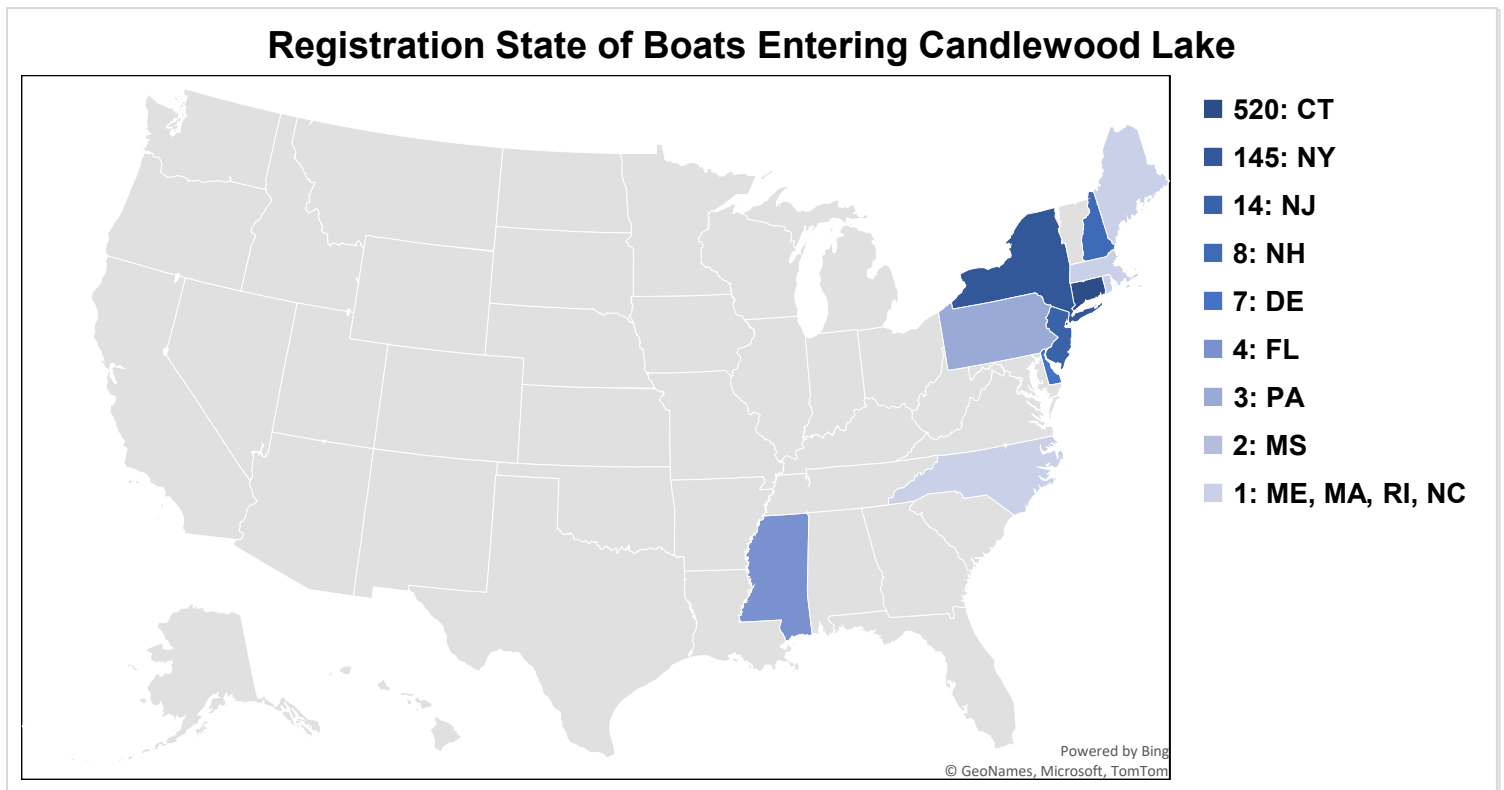 Registration State of Boats Entering Candlewood Lake
520: CT
145: NY
14: NJ
8: NH
7: DE
4: FL
3: PA
2: MS
1: ME, MA, RI, NC
Powered by Bing
© GeoNames, Microsoft, TomTom